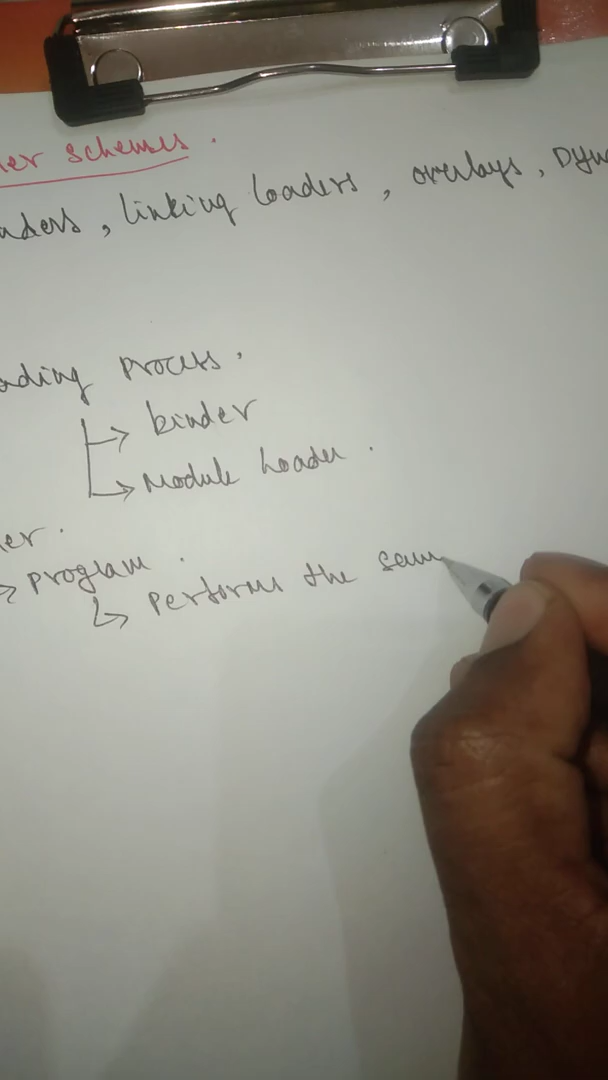 er schemes.
aders, linking loaders, overlays, Dyn
ading process.
→ binder
→ Module Loader.
er.
→ program.
↳ performs the sam